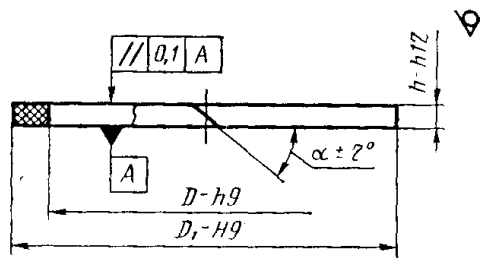 // 0,1 A
h-h12
α ± 2°
A
D-h9
D₁-H9